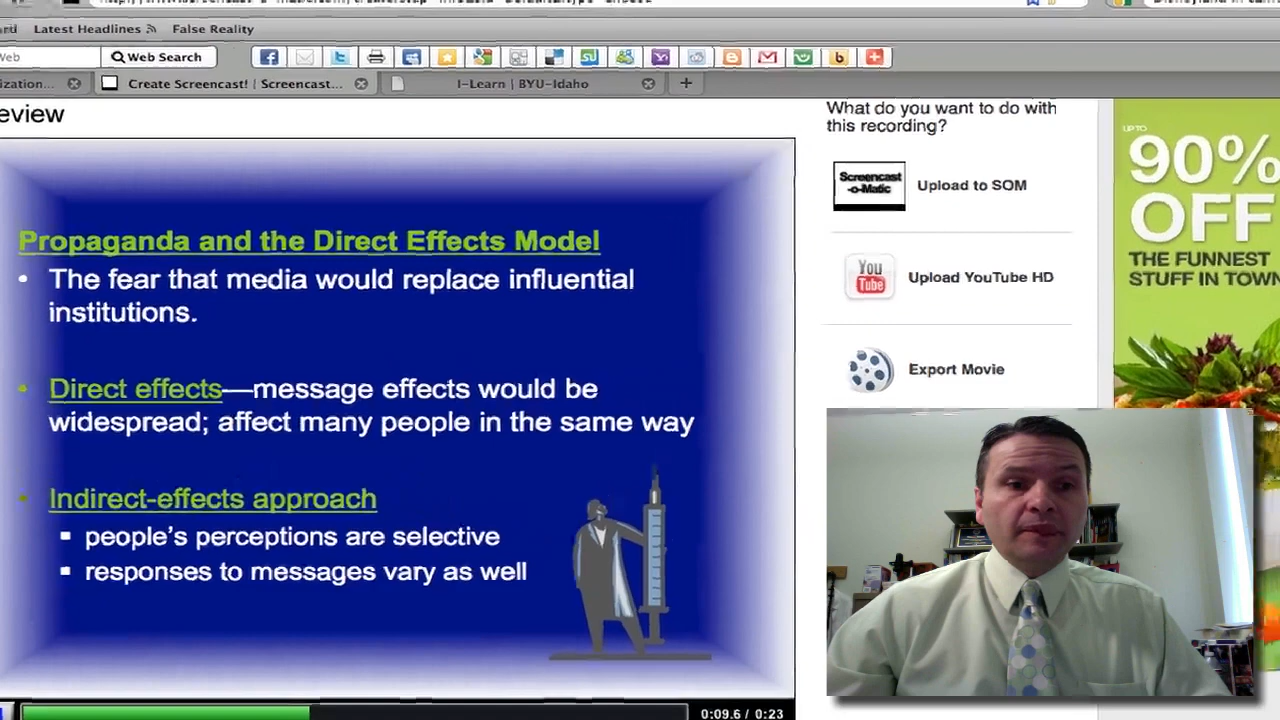 Latest Headlines
False Reality
Web
Web Search
Create Screencast! | Screencast...
I-Learn | BYU-Idaho
eview
Propaganda and the Direct Effects Model
• The fear that media would replace influential
institutions.
• Direct effects—message effects would be
widespread; affect many people in the same way
• Indirect-effects approach
▪ people's perceptions are selective
▪ responses to messages vary as well
0:09.6 / 0:23
What do you want to do with
this recording?
Screencast
-o-Matic
Upload to SOM
You
Tube
Upload YouTube HD
Export Movie
UP TO
90%
OFF
THE FUNNEST
STUFF IN TOWN